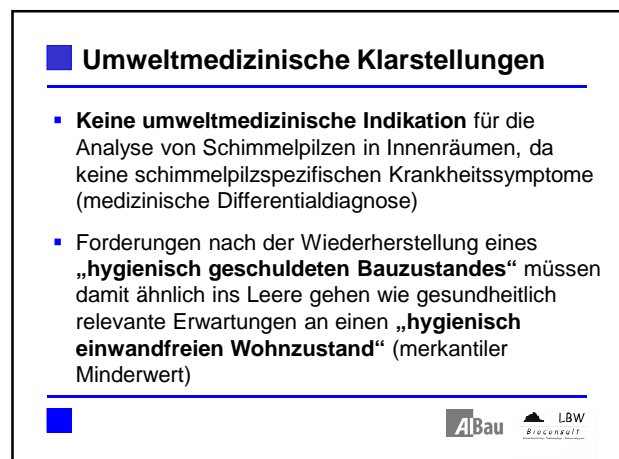 Umweltmedizinische Klarstellungen
Keine umweltmedizinische Indikation für die
Analyse von Schimmelpilzen in Innenräumen, da
keine schimmelpilzspezifischen Krankheitssymptome
(medizinische Differentialdiagnose)
Forderungen nach der Wiederherstellung eines
„hygienisch geschuldeten Bauzustandes“ müssen
damit ähnlich ins Leere gehen wie gesundheitlich
relevante Erwartungen an einen „hygienisch
einwandfreien Wohnzustand“ (merkantiler
Minderwert)
AIBau
LBW
Bioconsult